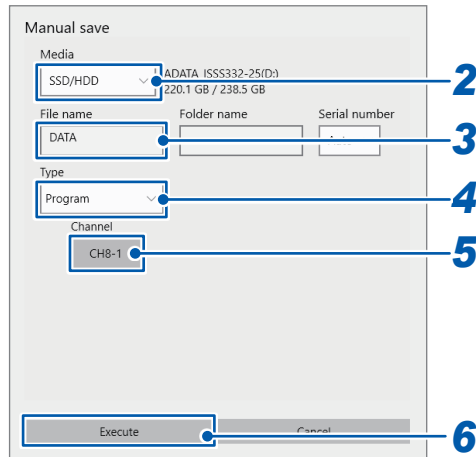 Manual save
Media
SSD/HDD
ADATA ISSS332-25(D:)
220.1 GB / 238.5 GB
2
File name
Folder name
Serial number
DATA
3
Type
Program
4
Channel
CH8-1
5
Execute
Cancel
6